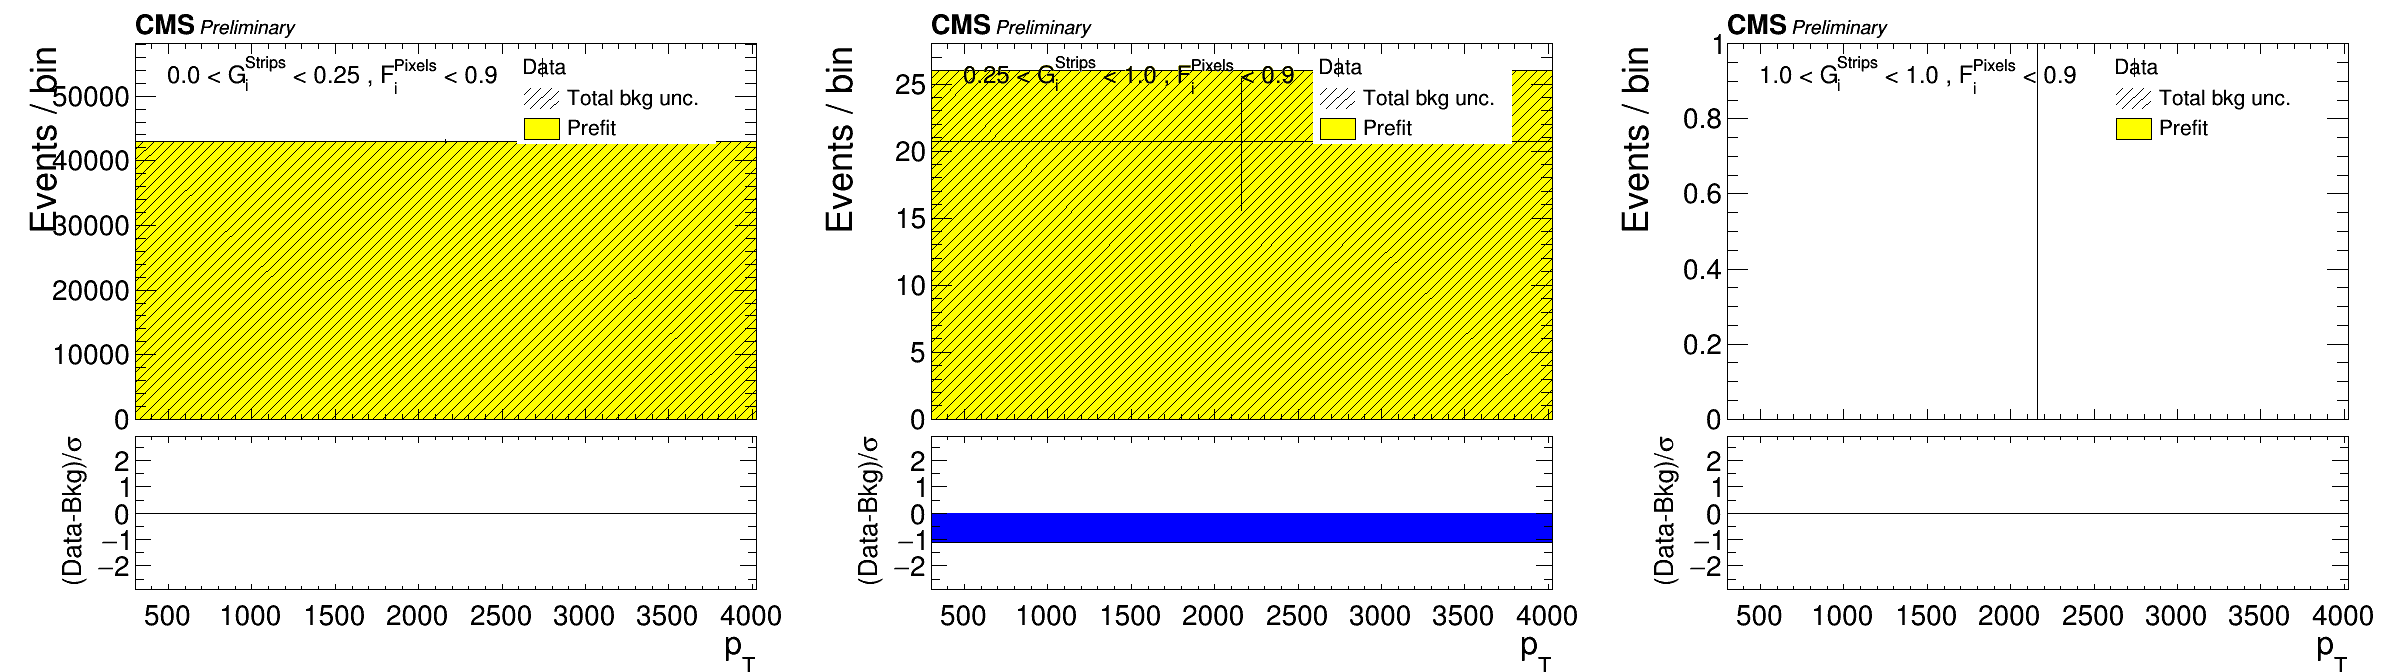 CMS Preliminary
0.0 < G_i^Strips < 0.25 , F_i^Pixels < 0.9
Data
Total bkg unc.
Prefit
Events / bin
50000
40000
30000
20000
10000
0
(Data-Bkg)/σ
2
1
0
−1
−2
500 1000 1500 2000 2500 3000 3500 4000
p_T
CMS Preliminary
0.25 < G_i^Strips < 1.0 , F_i^Pixels < 0.9
Data
Total bkg unc.
Prefit
Events / bin
25
20
15
10
5
0
(Data-Bkg)/σ
2
1
0
−1
−2
500 1000 1500 2000 2500 3000 3500 4000
p_T
CMS Preliminary
1.0 < G_i^Strips < 1.0 , F_i^Pixels < 0.9
Data
Total bkg unc.
Prefit
Events / bin
1
0.8
0.6
0.4
0.2
0
(Data-Bkg)/σ
2
1
0
−1
−2
500 1000 1500 2000 2500 3000 3500 4000
p_T